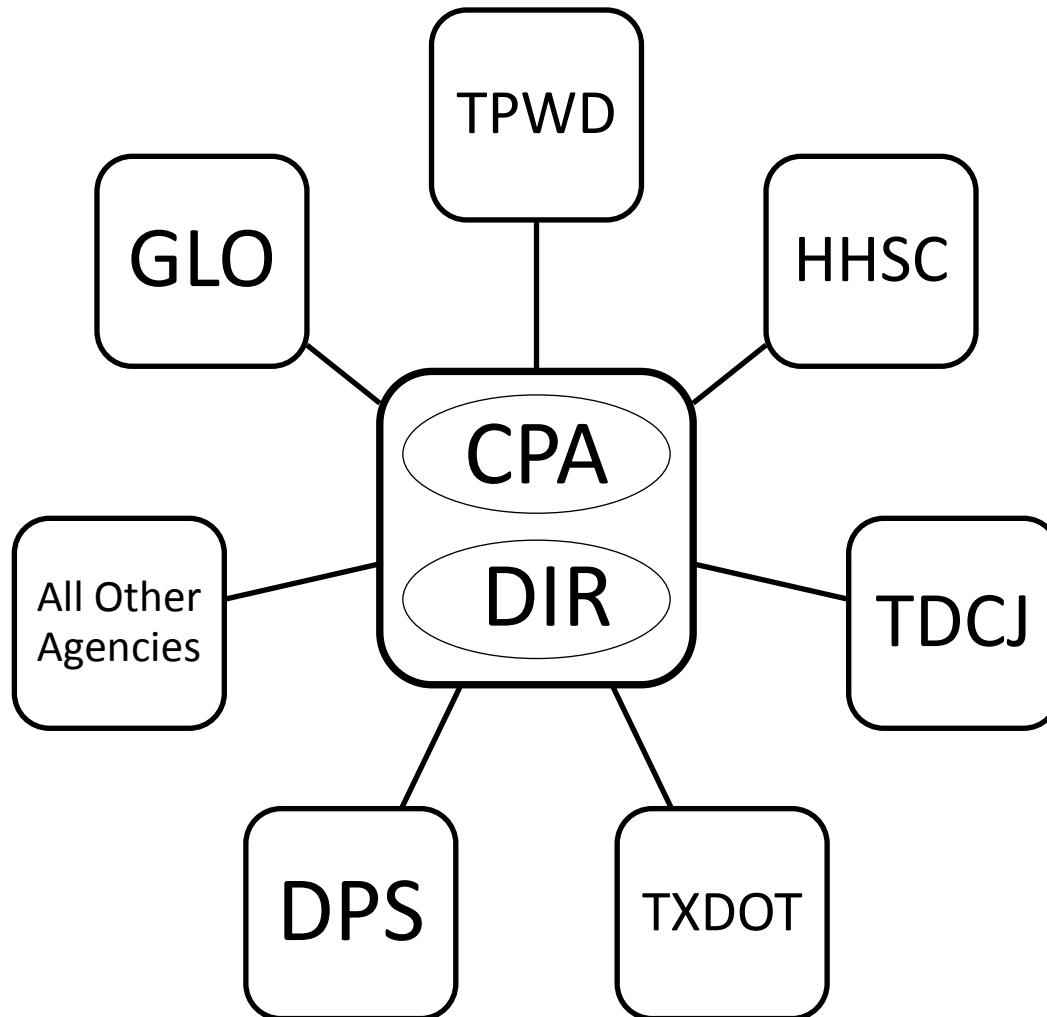 TPWD
GLO
HHSC
CPA
DIR
All Other
Agencies
TDCJ
DPS
TXDOT